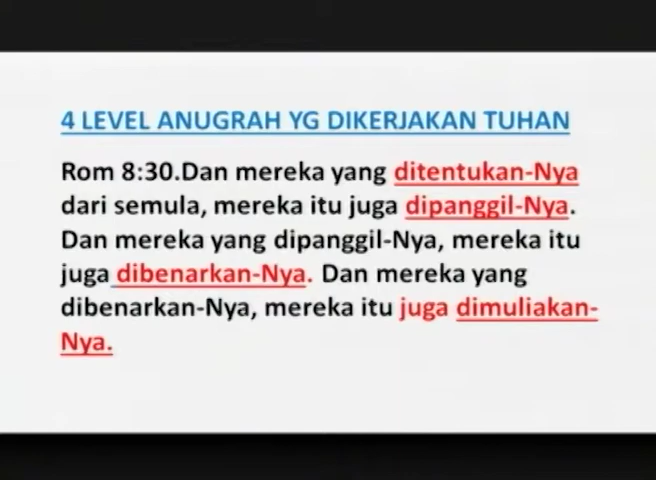 4 LEVEL ANUGRAH YG DIKERJAKAN TUHAN
Rom 8:30.Dan mereka yang ditentukan-Nya
dari semula, mereka itu juga dipanggil-Nya.
Dan mereka yang dipanggil-Nya, mereka itu
juga dibenarkan-Nya. Dan mereka yang
dibenarkan-Nya, mereka itu juga dimuliakan-
Nya.